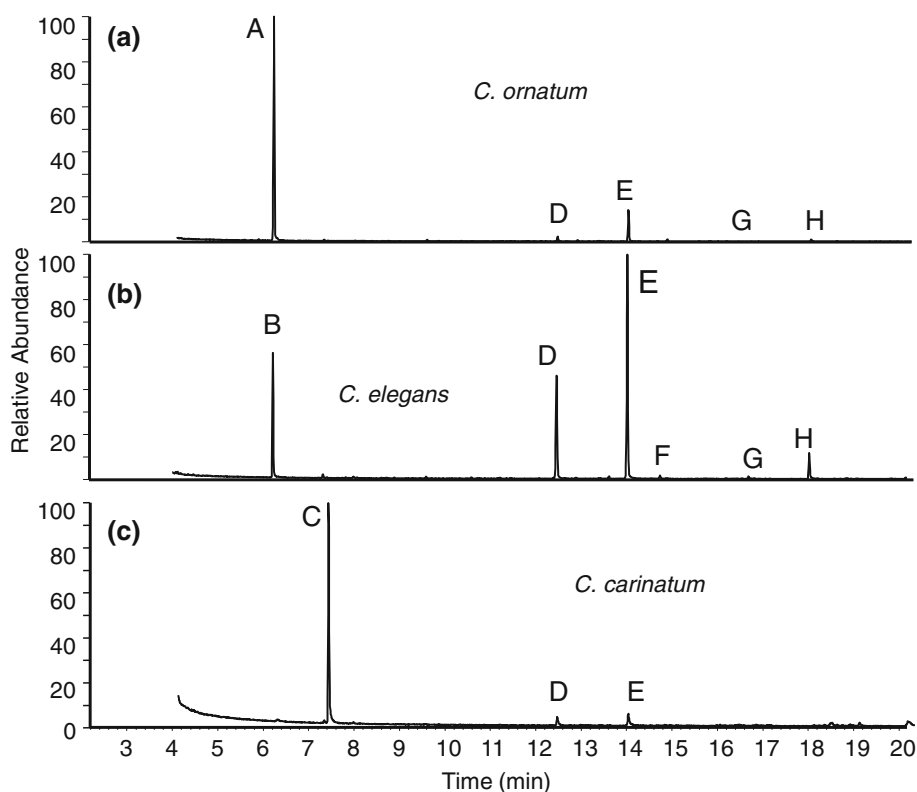 Relative Abundance
(a)
C. ornatum
100
80
60
40
20
A
D
E
G
H
(b)
C. elegans
100
80
60
40
20
B
D
E
F
G
H
(c)
C. carinatum
100
80
60
40
20
0
C
D
E
3 4 5 6 7 8 9 10 11 12 13 14 15 16 17 18 19 20
Time (min)